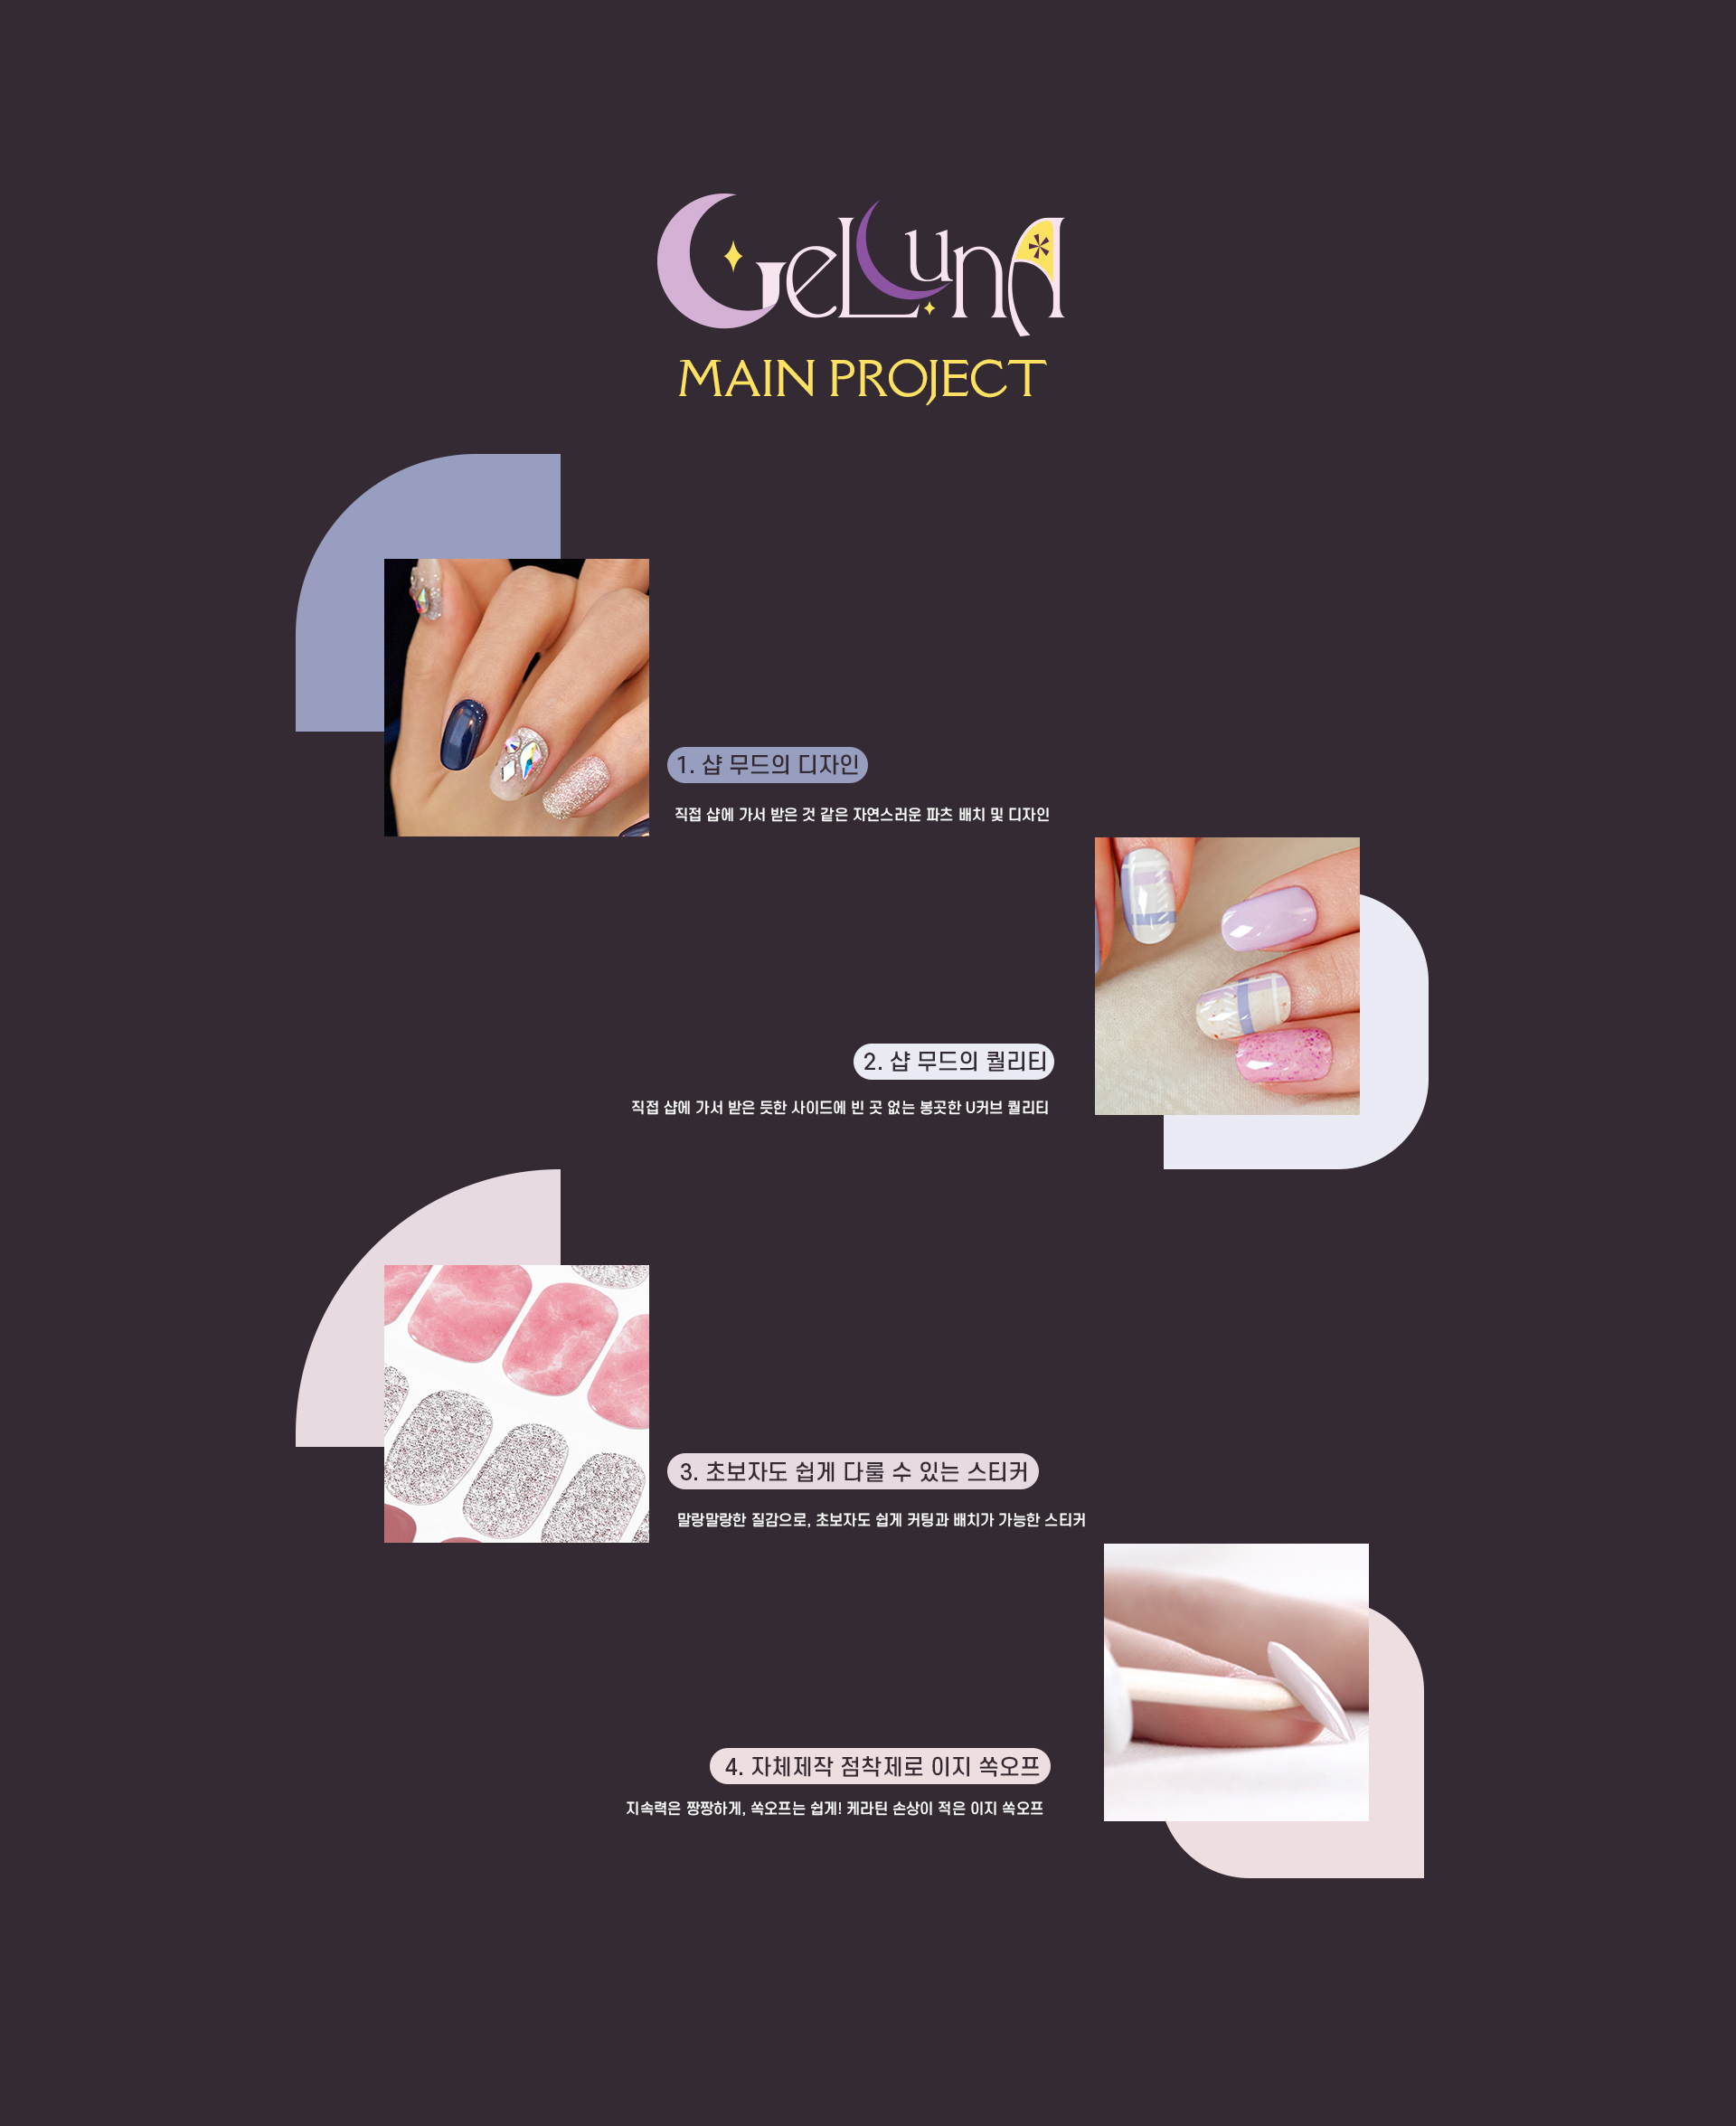 GeLuna
MAIN PROJECT
1. 샵 무드의 디자인
직접 샵에 가서 받은 것 같은 자연스러운 파츠 배치 및 디자인
2. 샵 무드의 퀄리티
직접 샵에 가서 받은 듯한 사이드에 빈 곳 없는 봉곳한 U커브 퀄리티
3. 초보자도 쉽게 다룰 수 있는 스티커
말랑말랑한 질감으로, 초보자도 쉽게 커팅과 배치가 가능한 스티커
4. 자체제작 점착제로 이지 쏙오프
지속력은 짱짱하게, 쏙오프는 쉽게! 케라틴 손상이 적은 이지 쏙오프